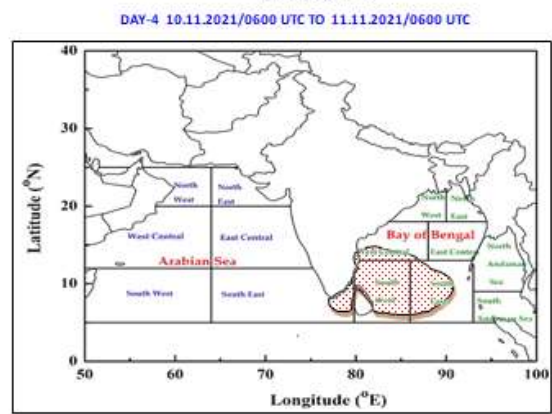 DAY-4 10.11.2021/0600 UTC TO 11.11.2021/0600 UTC
40
30
20
10
0
Latitude (°N)
North
West
North
East
West Central
East Central
Arabian Sea
South West
South East
North
West
North
East
Bay of Bengal
East Central
North
Andaman
Sea
South
Andaman Sea
50
60
70
80
90
100
Longitude (°E)